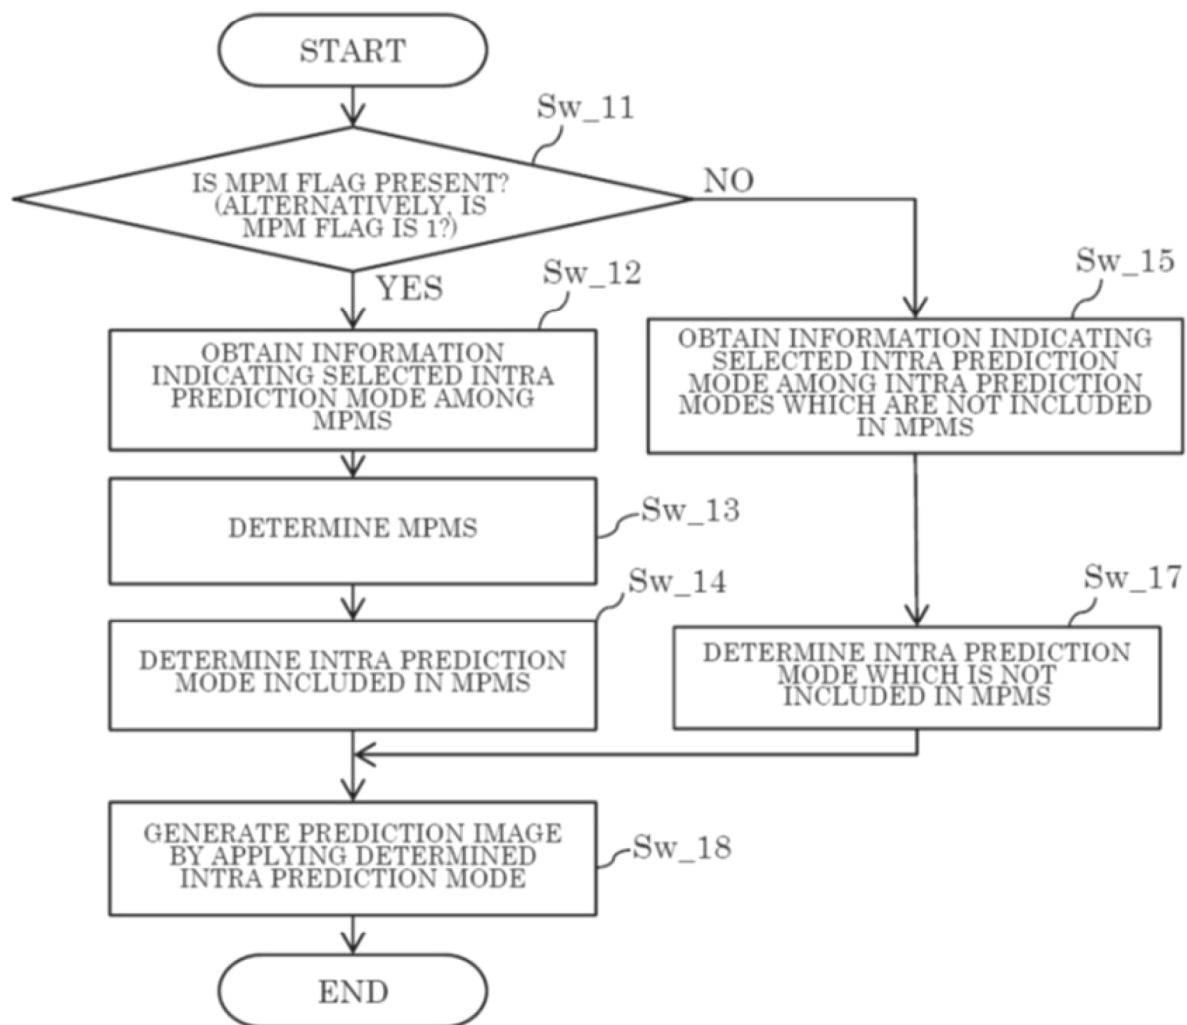 START
Sw_11
IS MPM FLAG PRESENT?
(ALTERNATIVELY, IS
MPM FLAG IS 1?)
NO
YES
Sw_12
OBTAIN INFORMATION
INDICATING SELECTED INTRA
PREDICTION MODE AMONG
MPMS
Sw_15
OBTAIN INFORMATION INDICATING
SELECTED INTRA PREDICTION
MODE AMONG INTRA PREDICTION
MODES WHICH ARE NOT INCLUDED
IN MPMS
DETERMINE MPMS
Sw_13
Sw_14
DETERMINE INTRA PREDICTION
MODE INCLUDED IN MPMS
Sw_17
DETERMINE INTRA PREDICTION
MODE WHICH IS NOT
INCLUDED IN MPMS
GENERATE PREDICTION IMAGE
BY APPLYING DETERMINED
INTRA PREDICTION MODE
Sw_18
END